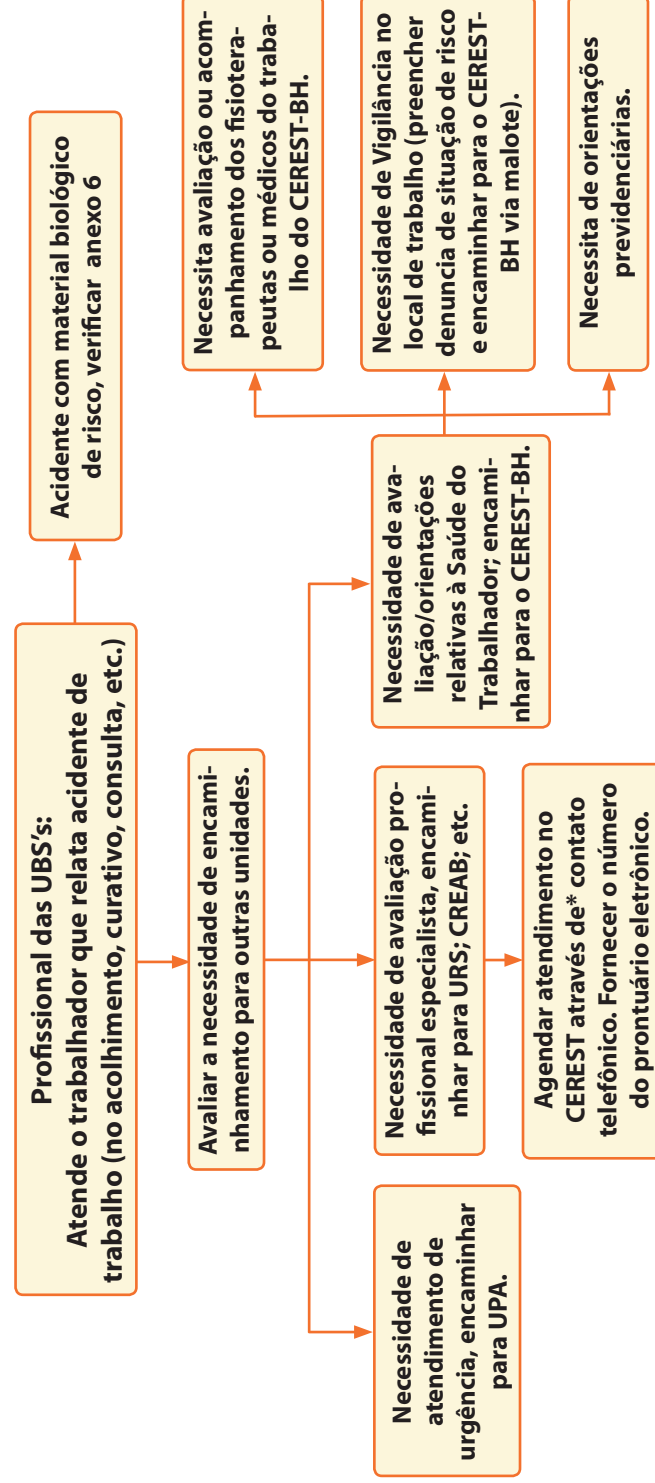 Profissional das UBS's:
Atende o trabalhador que relata acidente de
trabalho (no acolhimento, curativo, consulta, etc.)
Acidente com material biológico
de risco, verificar anexo 6
Avaliar a necessidade de encami-
nhamento para outras unidades.
Necessidade de
atendimento de
urgência, encaminhar
para UPA.
Necessidade de avaliação pro-
fissional especialista, encami-
nhar para URS; CREAB; etc.
Agendar atendimento no
CEREST através de* contato
telefônico. Fornecer o número
do prontuário eletrônico.
Necessidade de ava-
liação/orientações
relativas à Saúde do
Trabalhador; encami-
nhar para o CEREST-BH.
Necessita avaliação ou acom-
panhamento dos fisiotera-
peutas ou médicos do traba-
lho do CEREST-BH.
Necessidade de Vigilância no
local de trabalho (preencher
denuncia de situação de risco
e encaminhar para o CEREST-
BH via malote).
Necessita de orientações
previdenciárias.